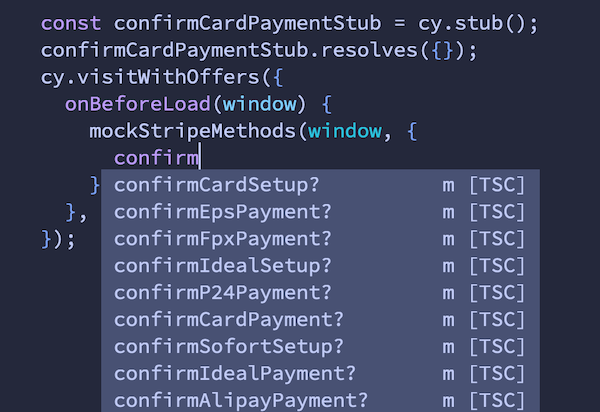 const confirmCardPaymentStub = cy.stub();
confirmCardPaymentStub.resolves({});
cy.visitWithOffers({
onBeforeLoad(window) {
mockStripeMethods(window, {
confirm
} confirmCardSetup? m [TSC]
}, confirmEpsPayment? m [TSC]
}); confirmFpxPayment? m [TSC]
confirmIdealSetup? m [TSC]
confirmP24Payment? m [TSC]
confirmCardPayment? m [TSC]
confirmSofortSetup? m [TSC]
confirmIdealPayment? m [TSC]
confirmAlipayPayment? m [TSC]